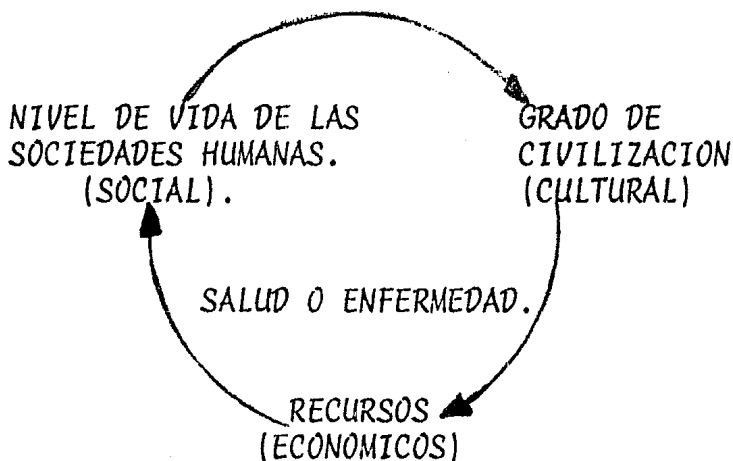 NIVEL DE VIDA DE LAS
SOCIEDADES HUMANAS.
(SOCIAL).
GRADO DE
CIVILIZACION
(CULTURAL)
SALUD O ENFERMEDAD.
RECURSOS
(ECONOMICOS)